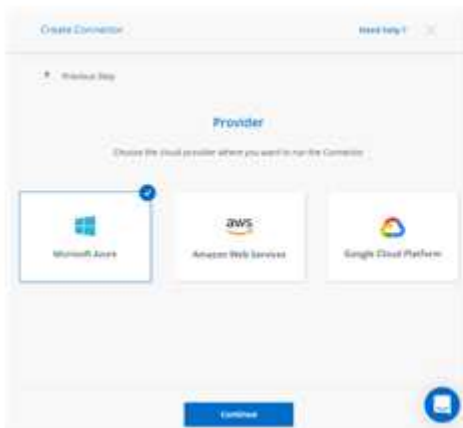 Create Connector
Need help?
Previous Step
Provider
Choose the cloud provider where you want to run the Connector
aws
Microsoft Azure
Amazon Web Services
Google Cloud Platform
Continue